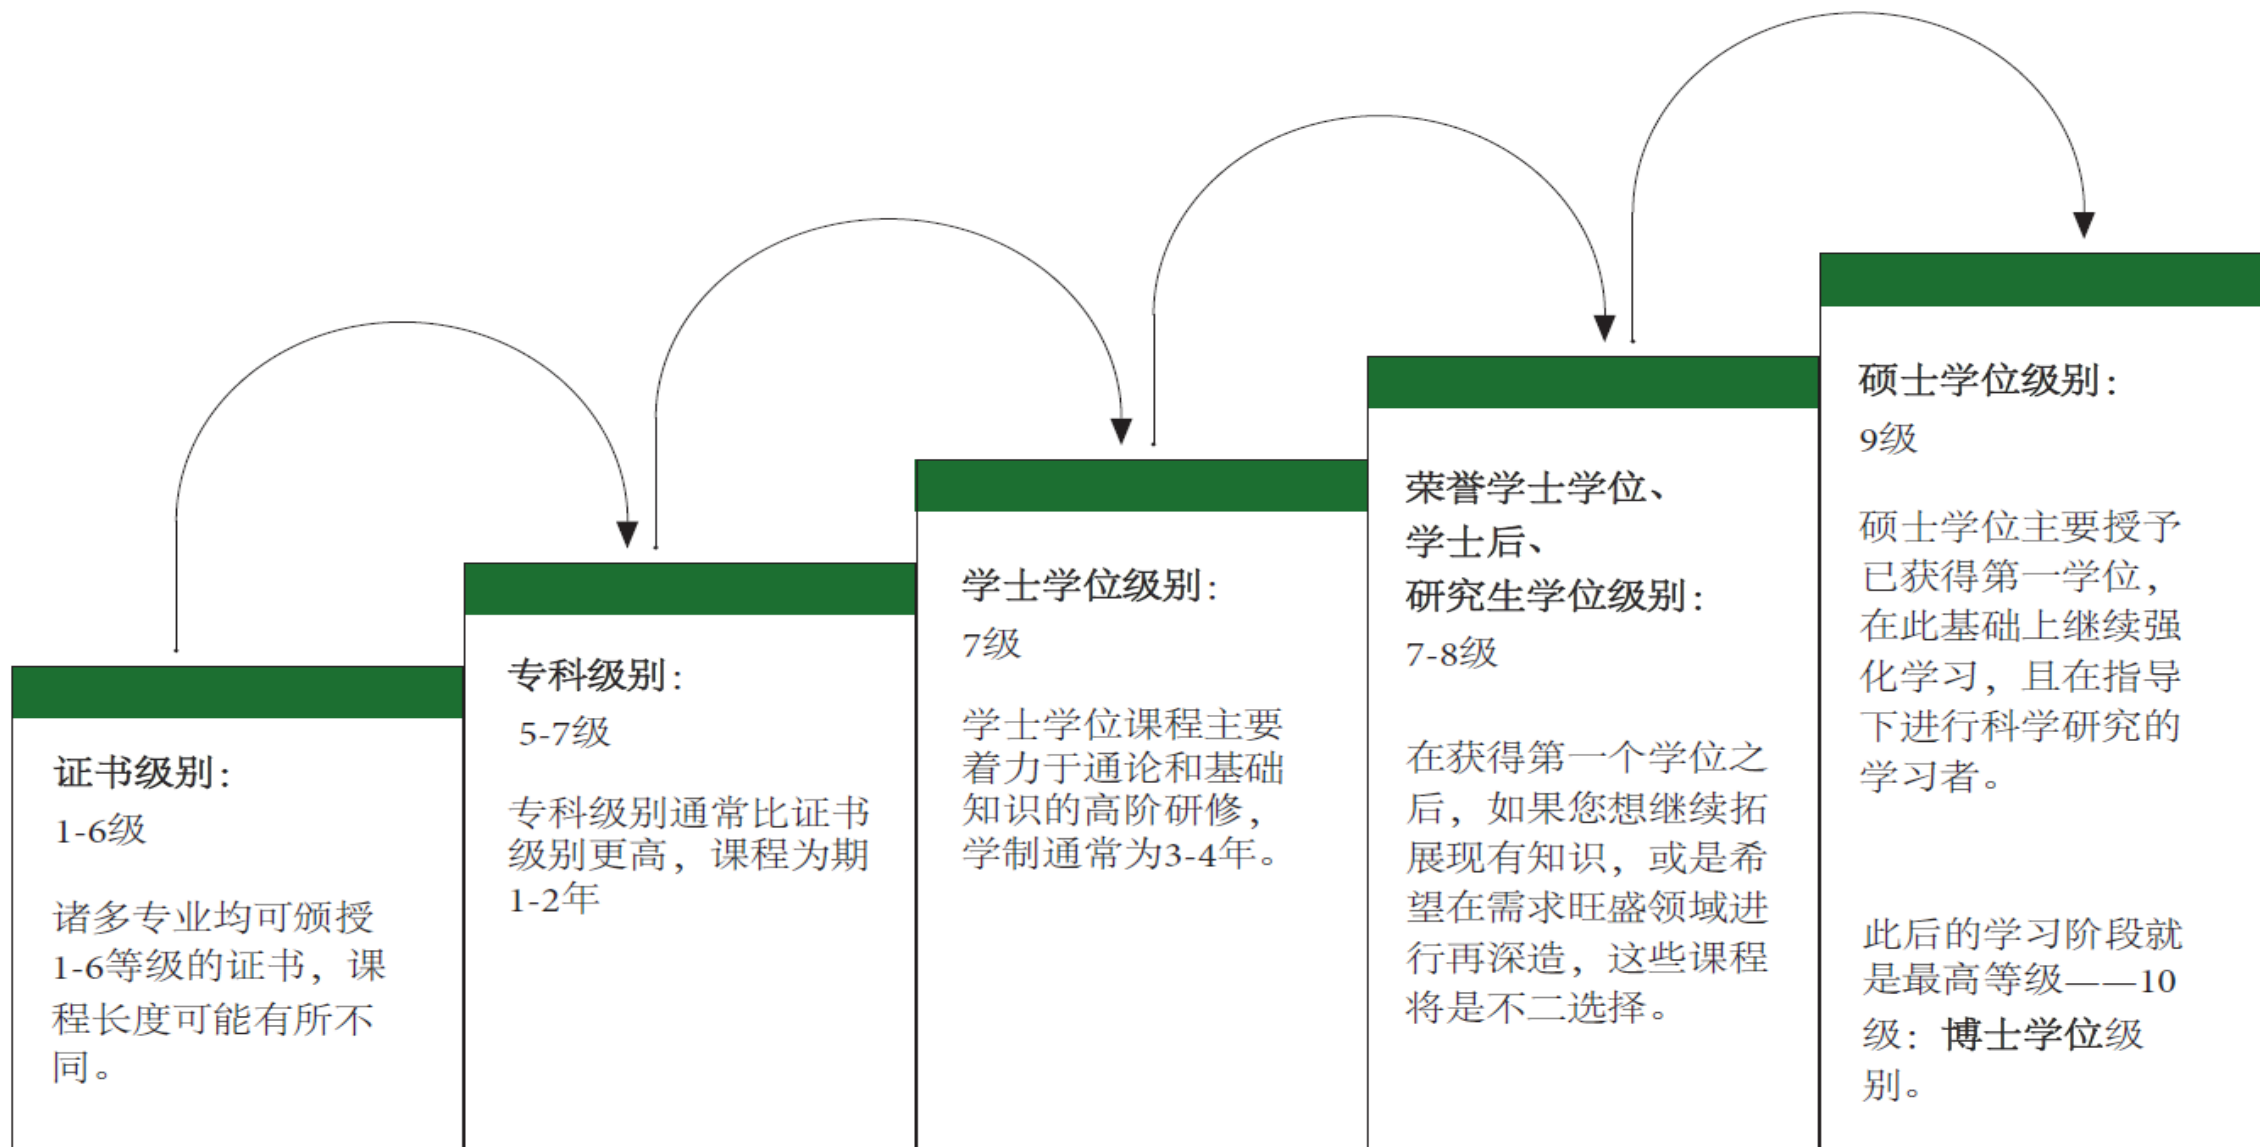 证书级别：
1-6级
诸多专业均可颁授
1-6等级的证书，课
程长度可能有所不
同。
专科级别：
5-7级
专科级别通常比证书
级别更高，课程为期
1-2年
学士学位级别：
7级
学士学位课程主要
着力于通论和基础
知识的高阶研修，
学制通常为3-4年。
荣誉学士学位、
学士后、
研究生学位级别：
7-8级
在获得第一个学位之
后，如果您想继续拓
展现有知识，或是希
望在需求旺盛领域进
行再深造，这些课程
将是不二选择。
硕士学位级别：
9级
硕士学位主要授予
已获得第一学位，
在此基础上继续强
化学习，且在指导
下进行科学研究的
学习者。
此后的学习阶段就
是最高等级——10
级：博士学位级
别。